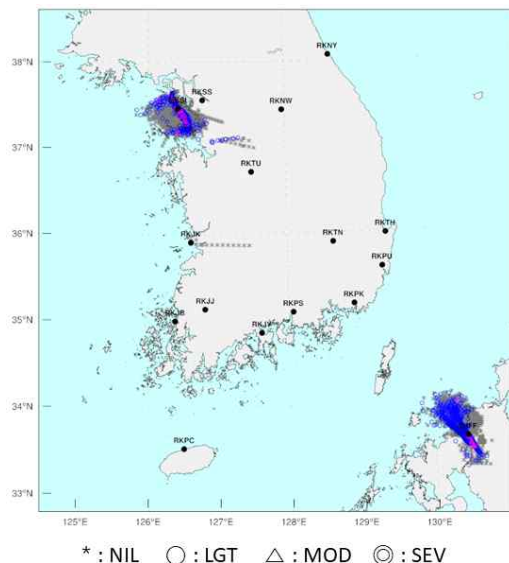 RKNY
38°N
RKSS
RKNW
37°N
RKTU
36°N
RKJK
RKTN
RKTH
RKPU
RKPK
RKJJ
RKPS
35°N
RKJB
RKJY
34°N
RKPC
33°N
125°E
126°E
127°E
128°E
129°E
130°E
* : NIL ○ : LGT △ : MOD ◎ : SEV